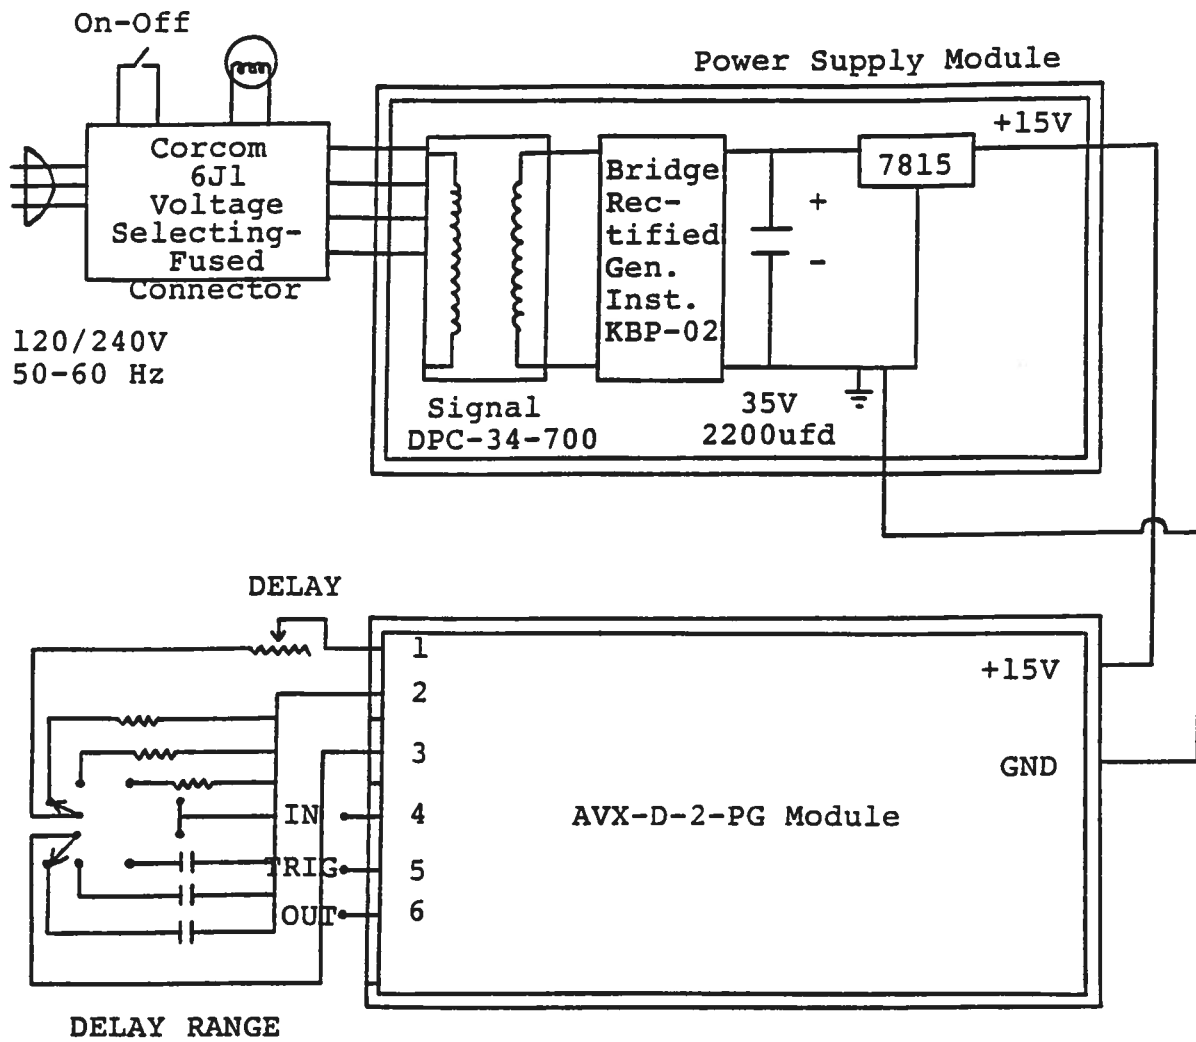 On-Off
Power Supply Module
+15V
Corcom
6J1
Voltage
Selecting-
Fused
Connector
Bridge
Rec-
tified
Gen.
Inst.
KBP-02
7815
+
-
120/240V
50-60 Hz
Signal
DPC-34-700
35V
2200ufd
DELAY
1
2
3
IN
4
TRIG
5
OUT
6
+15V
GND
AVX-D-2-PG Module
DELAY RANGE